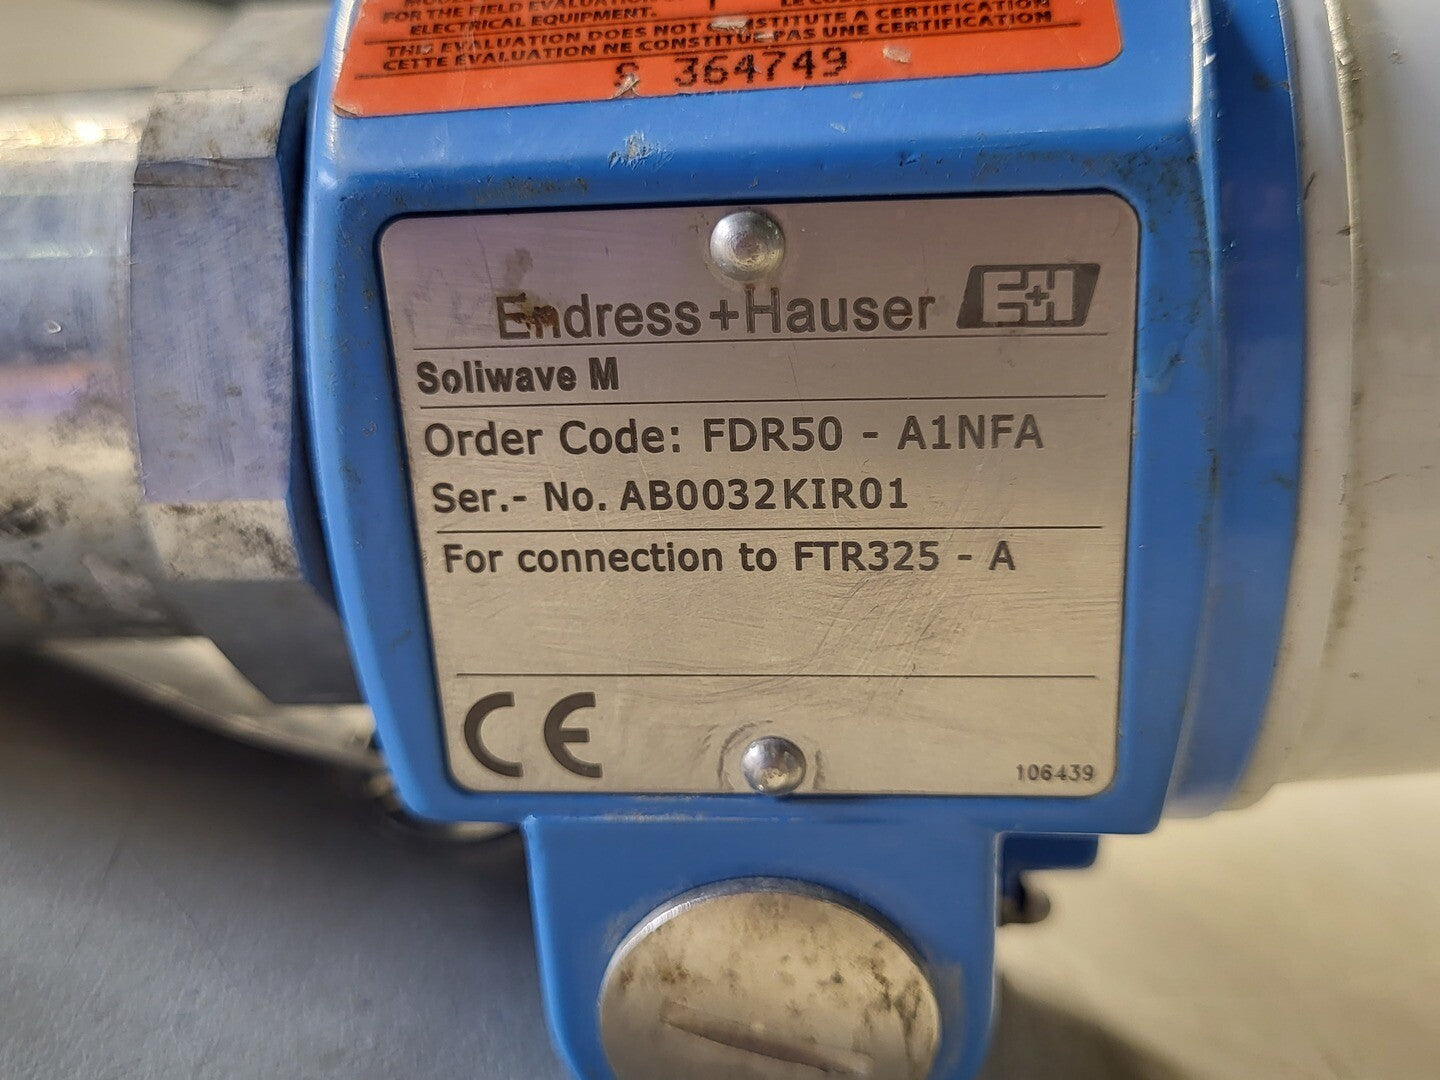 FOR THE FIELD EVALUATION
ELECTRICAL EQUIPMENT.
THIS EVALUATION DOES NOT CONSTITUTE A CERTIFICATION
CETTE EVALUATION NE CONSTITUE PAS UNE CERTIFICATION
S 364749
Endress+Hauser E+H
Soliwave M
Order Code: FDR50 - A1NFA
Ser.- No. AB0032KIR01
For connection to FTR325 - A
CE
106439